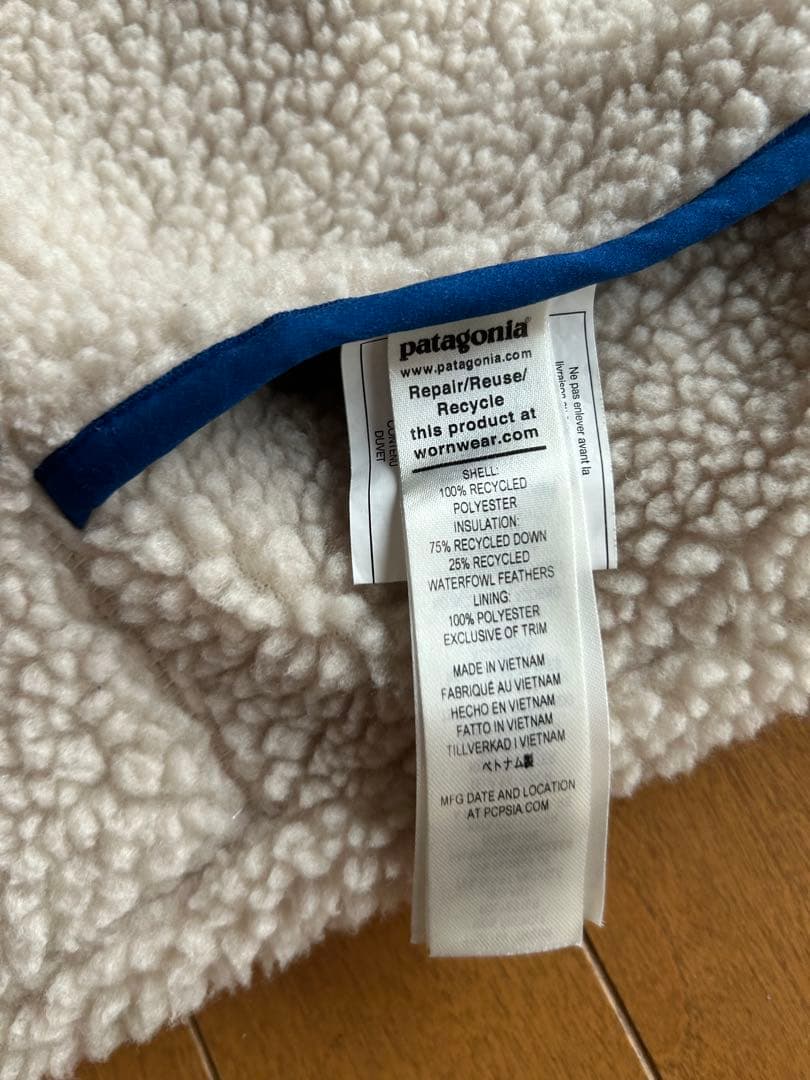 patagonia®
www.patagonia.com
Repair/Reuse/
Recycle
this product at
wornwear.com
SHELL:
100% RECYCLED
POLYESTER
INSULATION:
75% RECYCLED DOWN
25% RECYCLED
WATERFOWL FEATHERS
LINING:
100% POLYESTER
EXCLUSIVE OF TRIM
MADE IN VIETNAM
FABRIQUÉ AU VIETNAM
HECHO EN VIETNAM
FATTO IN VIETNAM
TILLVERKAD I VIETNAM
ベトナム製
MFG DATE AND LOCATION
AT PCPSIA.COM
DUVET
Ne pas enlever avant la